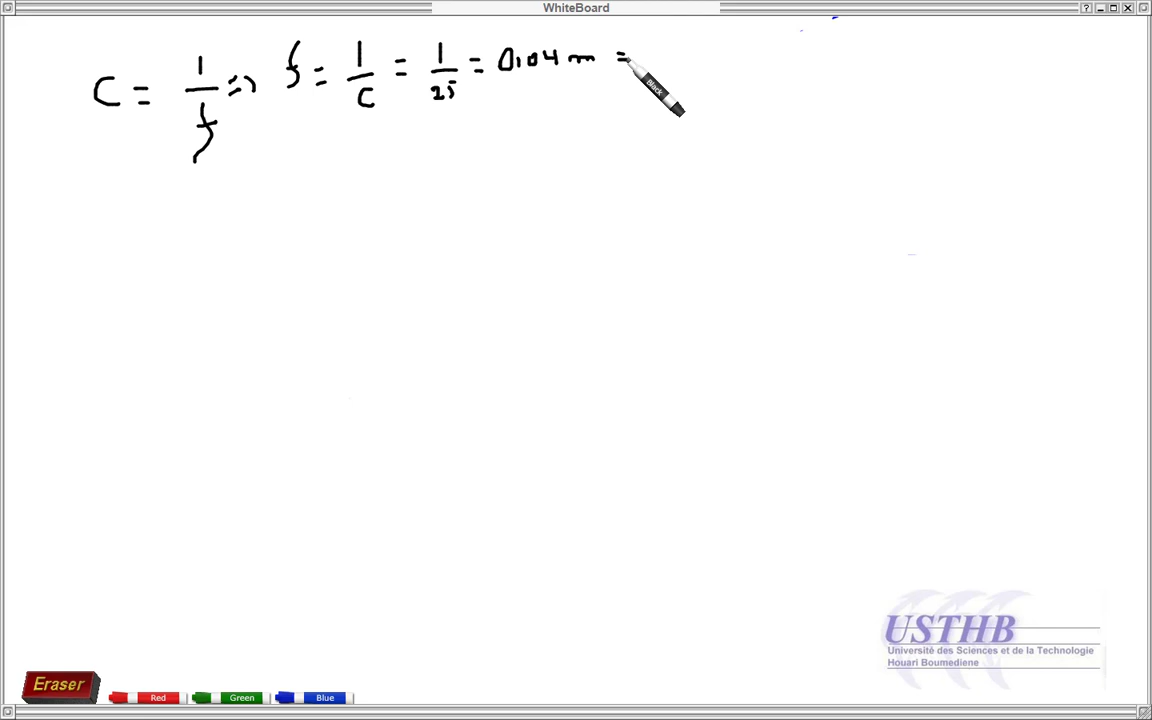 WhiteBoard
C = 1/f => f = 1/C = 1/25 = 0,04 m =
Black
USTHB
Université des Sciences et de la Technologie
Houari Boumediene
Eraser
Red
Green
Blue